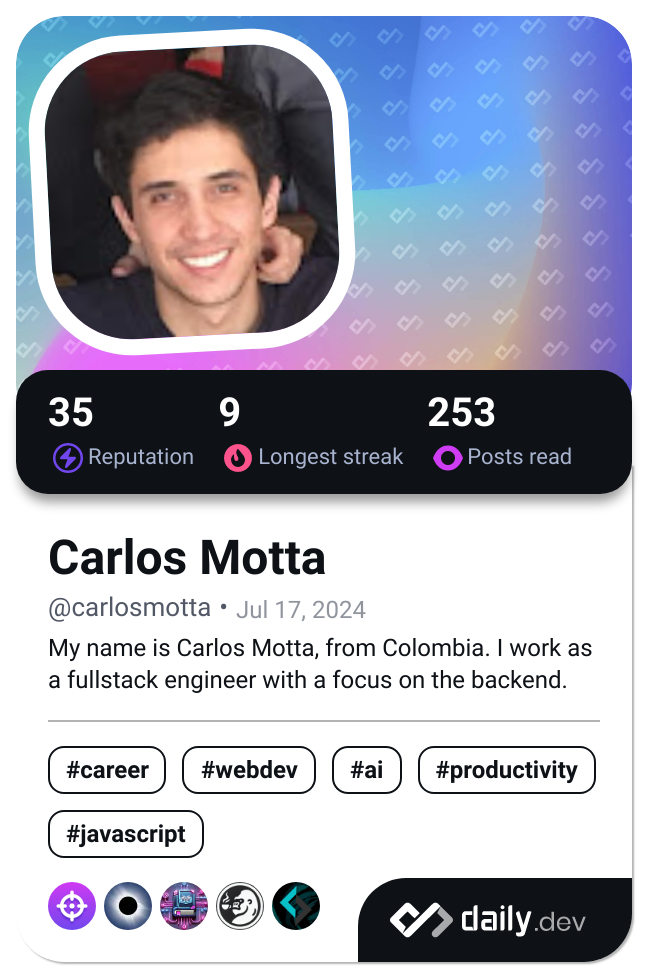 35 9 253
Reputation Longest streak Posts read
Carlos Motta
@carlosmotta • Jul 17, 2024
My name is Carlos Motta, from Colombia. I work as
a fullstack engineer with a focus on the backend.
#career #webdev #ai #productivity
#javascript
daily.dev